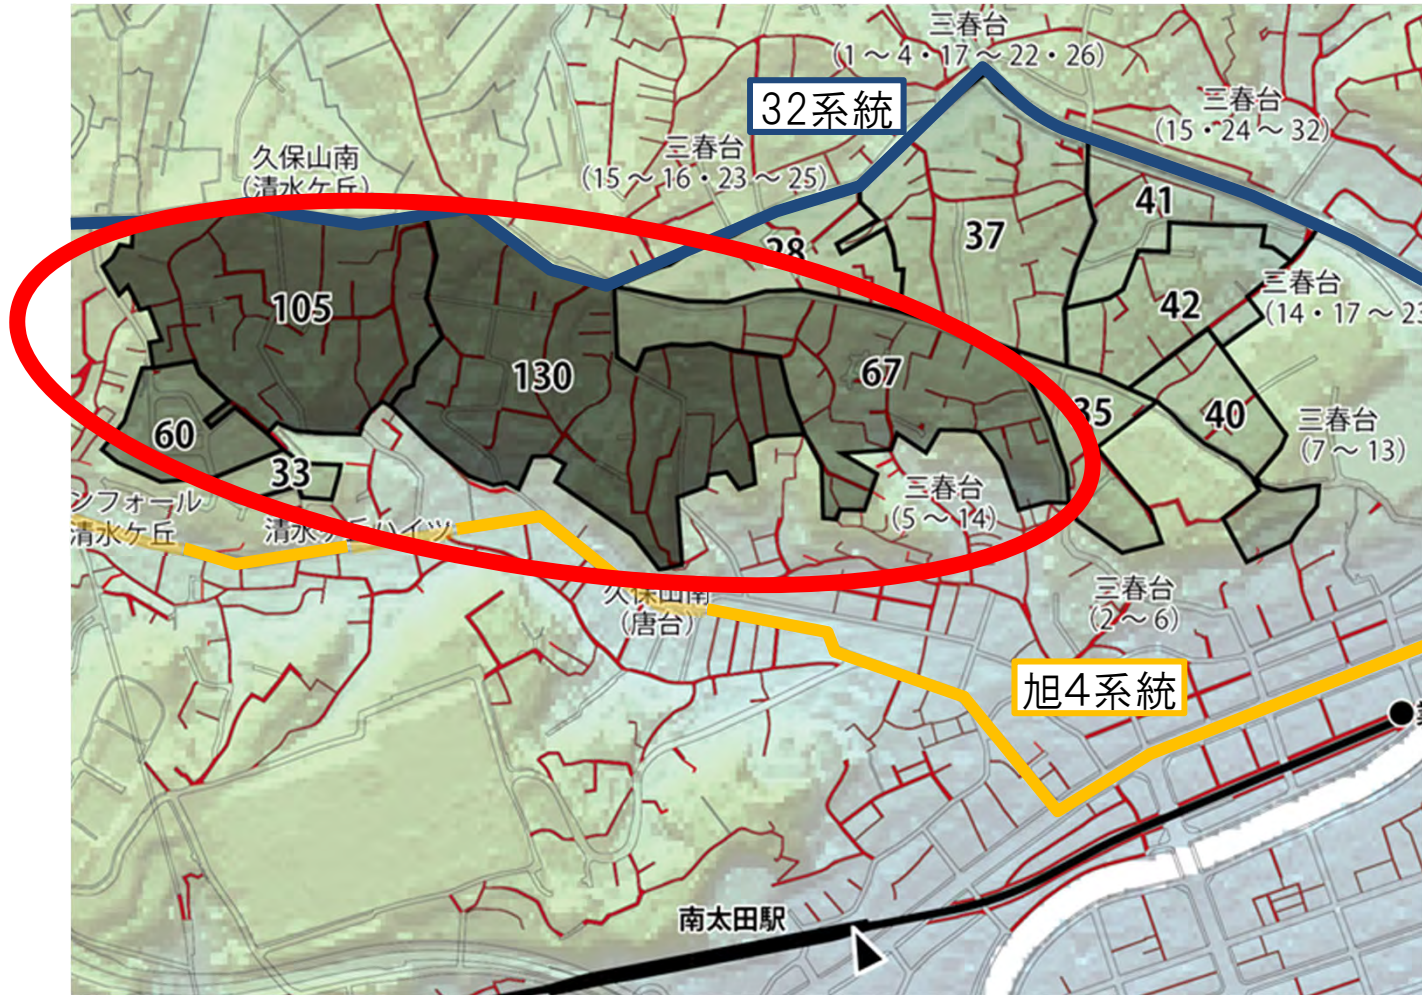 三春台
(1～4・17～22・26)
32系統
三春台
(15・24～32)
三春台
(15～16・23～25)
久保山南
(清水ケ丘)
41
37
28
三春台
(14・17～23
42
105
130
67
35
40
三春台
(7～13)
60
33
三春台
(5～14)
ンフォール
清水ケ丘
清水ケ丘ハイツ
久保山南
(唐台)
三春台
(2～6)
旭4系統
南太田駅